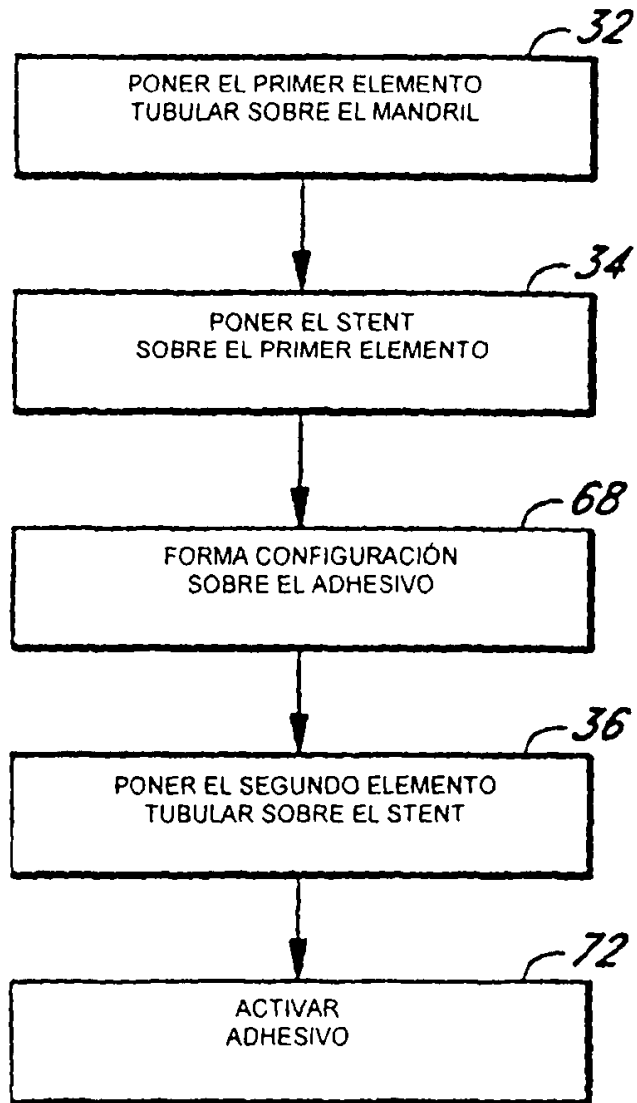 32
PONER EL PRIMER ELEMENTO
TUBULAR SOBRE EL MANDRIL
34
PONER EL STENT
SOBRE EL PRIMER ELEMENTO
68
FORMA CONFIGURACIÓN
SOBRE EL ADHESIVO
36
PONER EL SEGUNDO ELEMENTO
TUBULAR SOBRE EL STENT
72
ACTIVAR
ADHESIVO